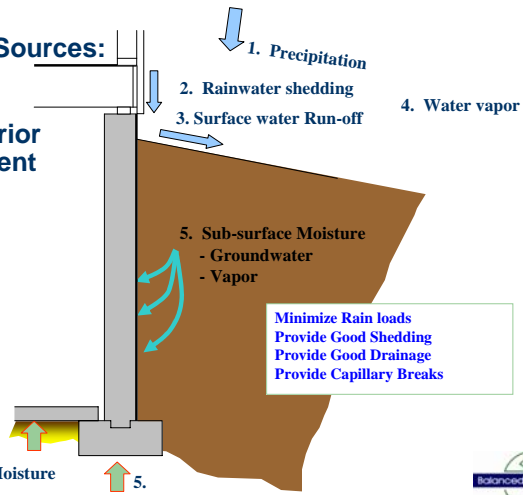 Sources:
1. Precipitation
2. Rainwater shedding
3. Surface water Run-off
4. Water vapor
rior
ent
5. Sub-surface Moisture
- Groundwater
- Vapor
Minimize Rain loads
Provide Good Shedding
Provide Good Drainage
Provide Capillary Breaks
oisture
5.
Balanced